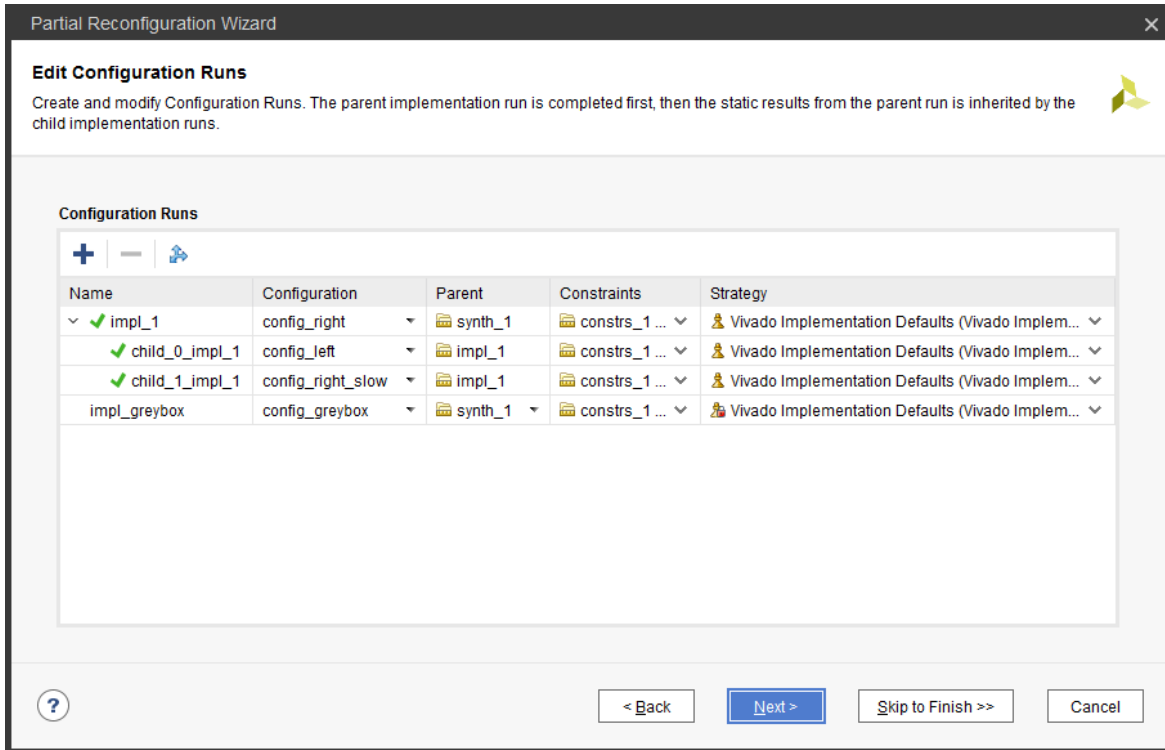 Partial Reconfiguration Wizard
Edit Configuration Runs
Create and modify Configuration Runs. The parent implementation run is completed first, then the static results from the parent run is inherited by the
child implementation runs.
Configuration Runs
Name Configuration Parent Constraints Strategy
impl_1 config_right synth_1 constrs_1 ... Vivado Implementation Defaults (Vivado Implem...
child_0_impl_1 config_left impl_1 constrs_1 ... Vivado Implementation Defaults (Vivado Implem...
child_1_impl_1 config_right_slow impl_1 constrs_1 ... Vivado Implementation Defaults (Vivado Implem...
impl_greybox config_greybox synth_1 constrs_1 ... Vivado Implementation Defaults (Vivado Implem...
? < Back Next > Skip to Finish >> Cancel